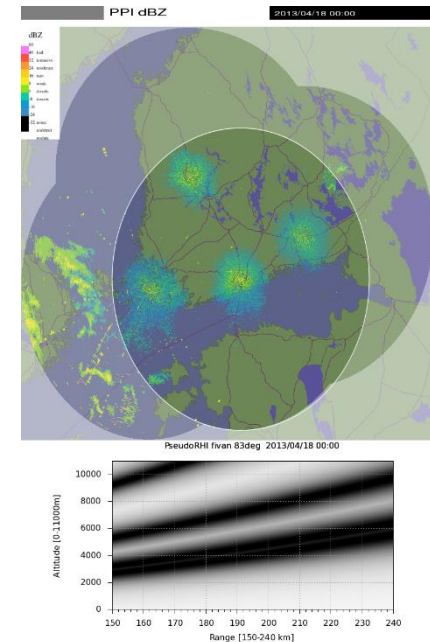 PPI dBZ
2013/04/18 00:00
dBZ
PseudoRHI fivan 83deg 2013/04/18 00:00
Altitude [0-11000m]
10000
8000
6000
4000
2000
0
150 160 170 180 190 200 210 220 230 240
Range [150-240 km]